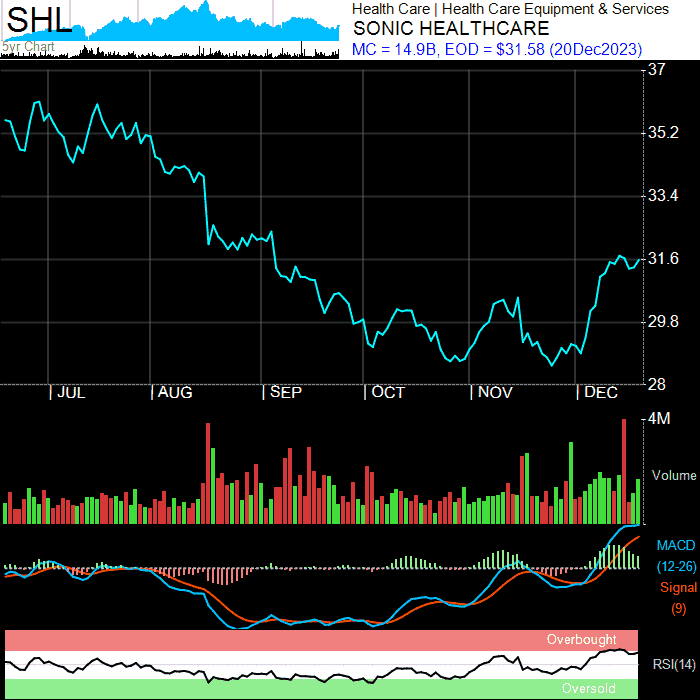 SHL
5yr Chart
Health Care | Health Care Equipment & Services
SONIC HEALTHCARE
MC = 14.9B, EOD = $31.58 (20Dec2023)
37
35.2
33.4
31.6
29.8
28
| JUL | AUG | SEP | OCT | NOV | DEC
4M
Volume
MACD
(12-26)
Signal
(9)
Overbought
RSI(14)
Oversold